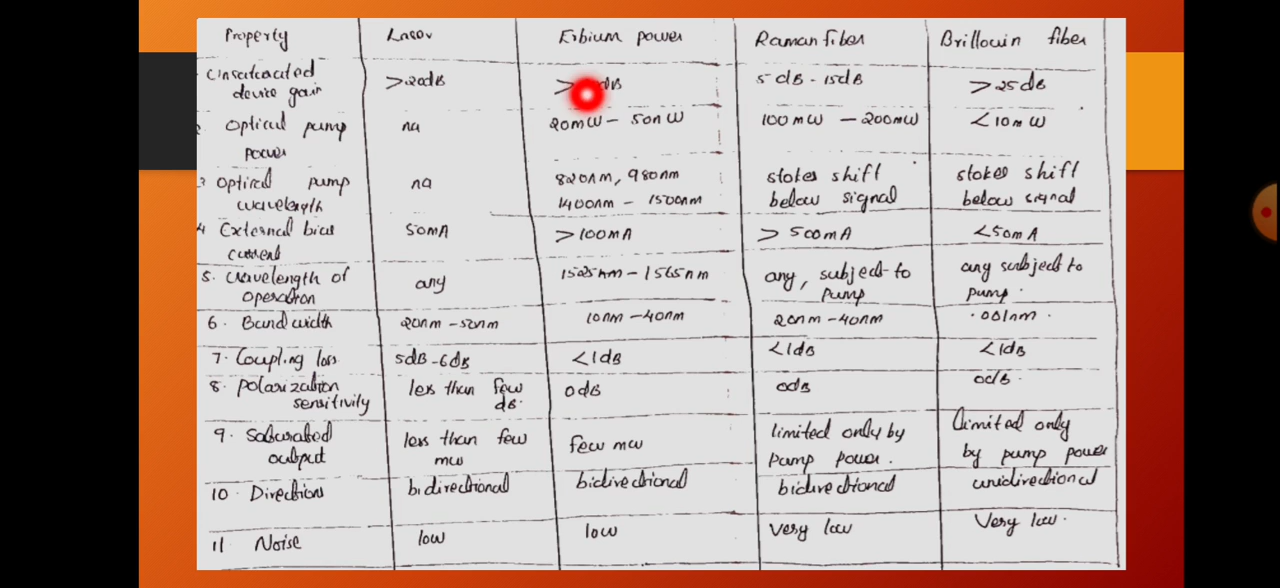 Property Laser Erbium power Raman fiber Brillouin fiber
Unsaturated device gain >20dB > dB 5dB - 15dB >25dB
2 Optical pump power na 20mW - 50mW 100mW - 200mW <10mW
3 Optical pump wavelength na 820nm, 980nm 1400nm - 1500nm stokes shift below signal stokes shift below signal
4 External bias current 50mA >100mA > 500mA <50mA
5. Wavelength of operation any 1525nm - 1565nm any, subject to pump any subject to pump.
6. Bandwidth 20nm - 50nm 10nm - 40nm 20nm - 40nm .001nm.
7. Coupling loss 5dB - 6dB <1dB <1dB <1dB
8. Polarization sensitivity less than few dB. 0dB 0dB 0dB.
9. Saturated output less than few mw few mw limited only by pump power. limited only by pump power
10. Direction bidirectional bidirectional bidirectional unidirectional
11 Noise low low Very low Very low.